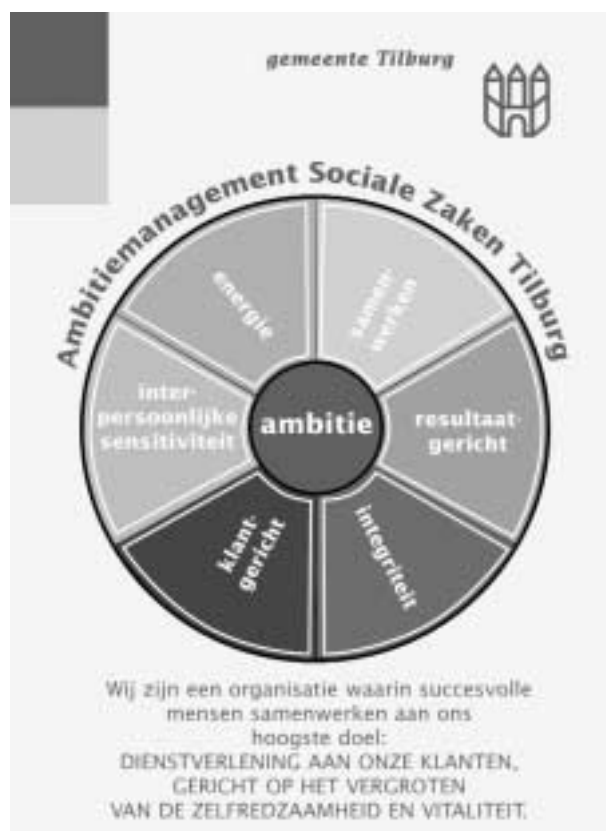 gemeente Tilburg
Ambitiemanagement Sociale Zaken Tilburg
energie
samen-
werken
inter-
persoonlijke
sensitiviteit
ambitie
resultaat-
gericht
klant-
gericht
integriteit
Wij zijn een organisatie waarin succesvolle
mensen samenwerken aan ons
hoogste doel:
DIENSTVERLENING AAN ONZE KLANTEN,
GERICHT OP HET VERGROTEN
VAN DE ZELFREDZAAMHEID EN VITALITEIT.